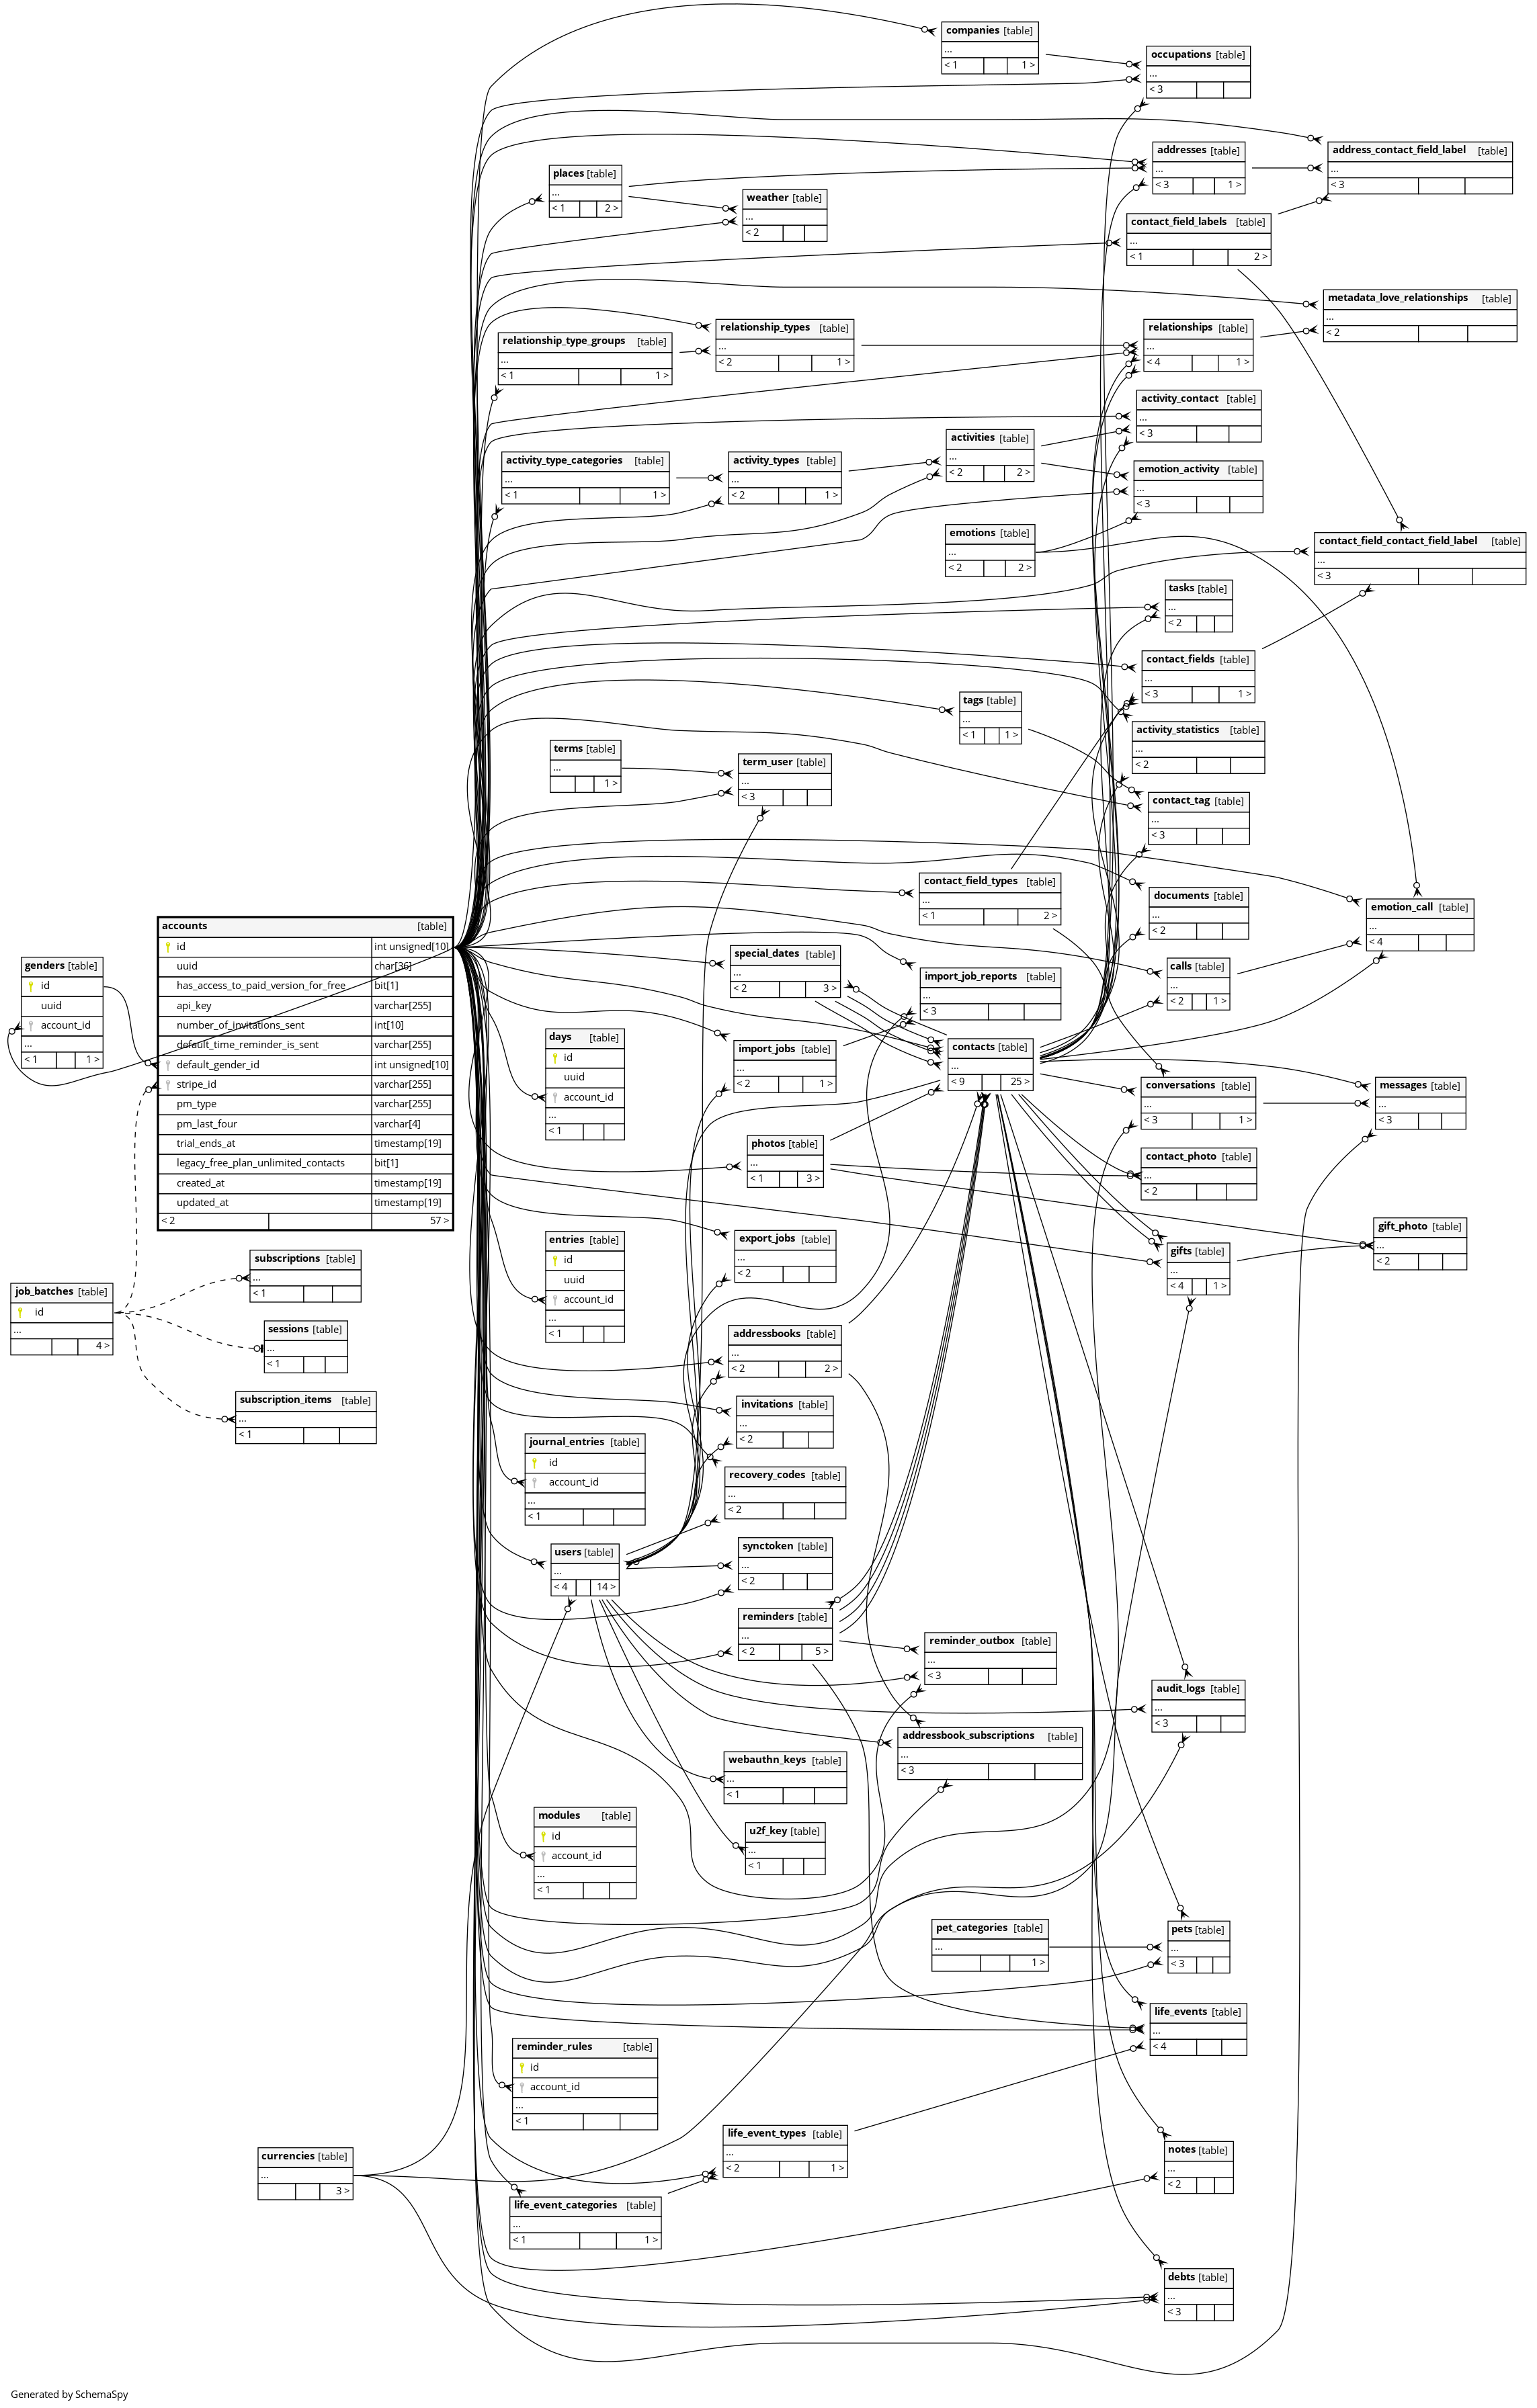 companies [table]
...
< 1 1 >
occupations [table]
...
< 3
addresses [table]
...
< 3 1 >
address_contact_field_label [table]
...
< 3
places [table]
...
< 1 2 >
weather [table]
...
< 2
contact_field_labels [table]
...
< 1 2 >
metadata_love_relationships [table]
...
< 2
relationship_types [table]
...
< 2 1 >
relationships [table]
...
< 4 1 >
relationship_type_groups [table]
...
< 1 1 >
activity_contact [table]
...
< 3
activities [table]
...
< 2 2 >
activity_type_categories [table]
...
< 1 1 >
activity_types [table]
...
< 2 1 >
emotion_activity [table]
...
< 3
emotions [table]
...
< 2 2 >
contact_field_contact_field_label [table]
...
< 3
tasks [table]
...
< 2
contact_fields [table]
...
< 3 1 >
tags [table]
...
< 1 1 >
activity_statistics [table]
...
< 2
terms [table]
...
1 >
term_user [table]
...
< 3
contact_tag [table]
...
< 3
contact_field_types [table]
...
< 1 2 >
documents [table]
...
< 2
emotion_call [table]
...
< 4
accounts [table]
id int unsigned[10]
uuid char[36]
has_access_to_paid_version_for_free bit[1]
api_key varchar[255]
number_of_invitations_sent int[10]
default_time_reminder_is_sent varchar[255]
default_gender_id int unsigned[10]
stripe_id varchar[255]
pm_type varchar[255]
pm_last_four varchar[4]
trial_ends_at timestamp[19]
legacy_free_plan_unlimited_contacts bit[1]
created_at timestamp[19]
updated_at timestamp[19]
< 2 57 >
genders [table]
id
uuid
account_id
...
< 1 1 >
special_dates [table]
...
< 2 3 >
import_job_reports [table]
...
< 3
calls [table]
...
< 2 1 >
days [table]
id
uuid
account_id
...
< 1
import_jobs [table]
...
< 2 1 >
contacts [table]
...
< 9 25 >
conversations [table]
...
< 3 1 >
messages [table]
...
< 3
photos [table]
...
< 1 3 >
contact_photo [table]
...
< 2
gift_photo [table]
...
< 2
entries [table]
id
uuid
account_id
...
< 1
export_jobs [table]
...
< 2
gifts [table]
...
< 4 1 >
subscriptions [table]
...
< 1
job_batches [table]
id
...
4 >
sessions [table]
...
< 1
subscription_items [table]
...
< 1
addressbooks [table]
...
< 2 2 >
invitations [table]
...
< 2
journal_entries [table]
id
account_id
...
< 1
recovery_codes [table]
...
< 2
users [table]
...
< 4 14 >
synctoken [table]
...
< 2
reminders [table]
...
< 2 5 >
reminder_outbox [table]
...
< 3
audit_logs [table]
...
< 3
addressbook_subscriptions [table]
...
< 3
webauthn_keys [table]
...
< 1
modules [table]
id
account_id
...
< 1
u2f_key [table]
...
< 1
pet_categories [table]
...
1 >
pets [table]
...
< 3
life_events [table]
...
< 4
reminder_rules [table]
id
account_id
...
< 1
life_event_types [table]
...
< 2 1 >
currencies [table]
...
3 >
notes [table]
...
< 2
life_event_categories [table]
...
< 1 1 >
debts [table]
...
< 3
Generated by SchemaSpy